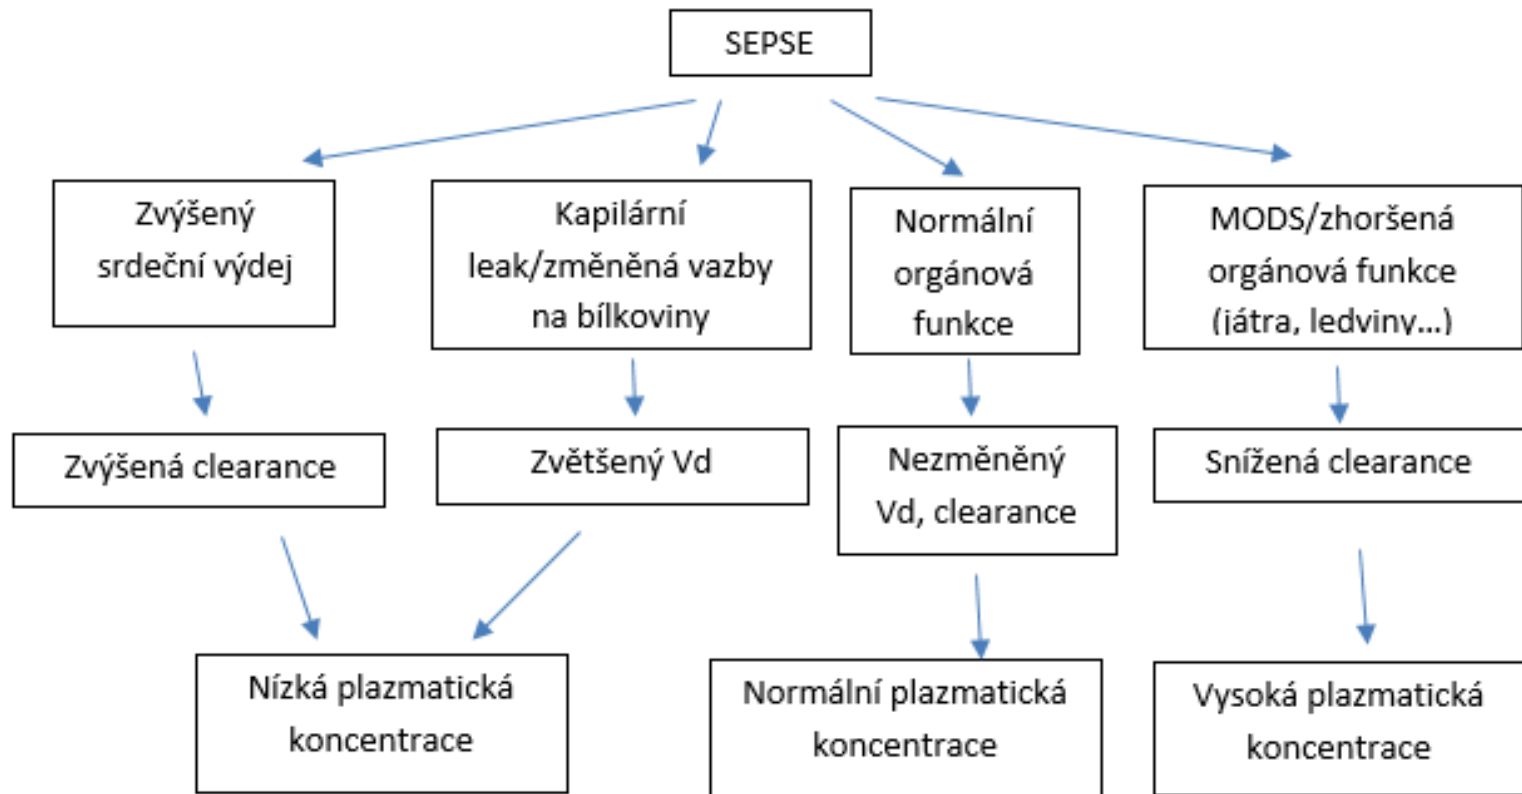 SEPSE
Zvýšený
srdeční výdej
Kapilární
leak/změněná vazby
na bílkoviny
Normální
orgánová
funkce
MODS/zhoršená
orgánová funkce
(játra, ledviny...)
Zvýšená clearance
Zvětšený Vd
Nezměněný
Vd, clearance
Snížená clearance
Nízká plazmatická
koncentrace
Normální plazmatická
koncentrace
Vysoká plazmatická
koncentrace